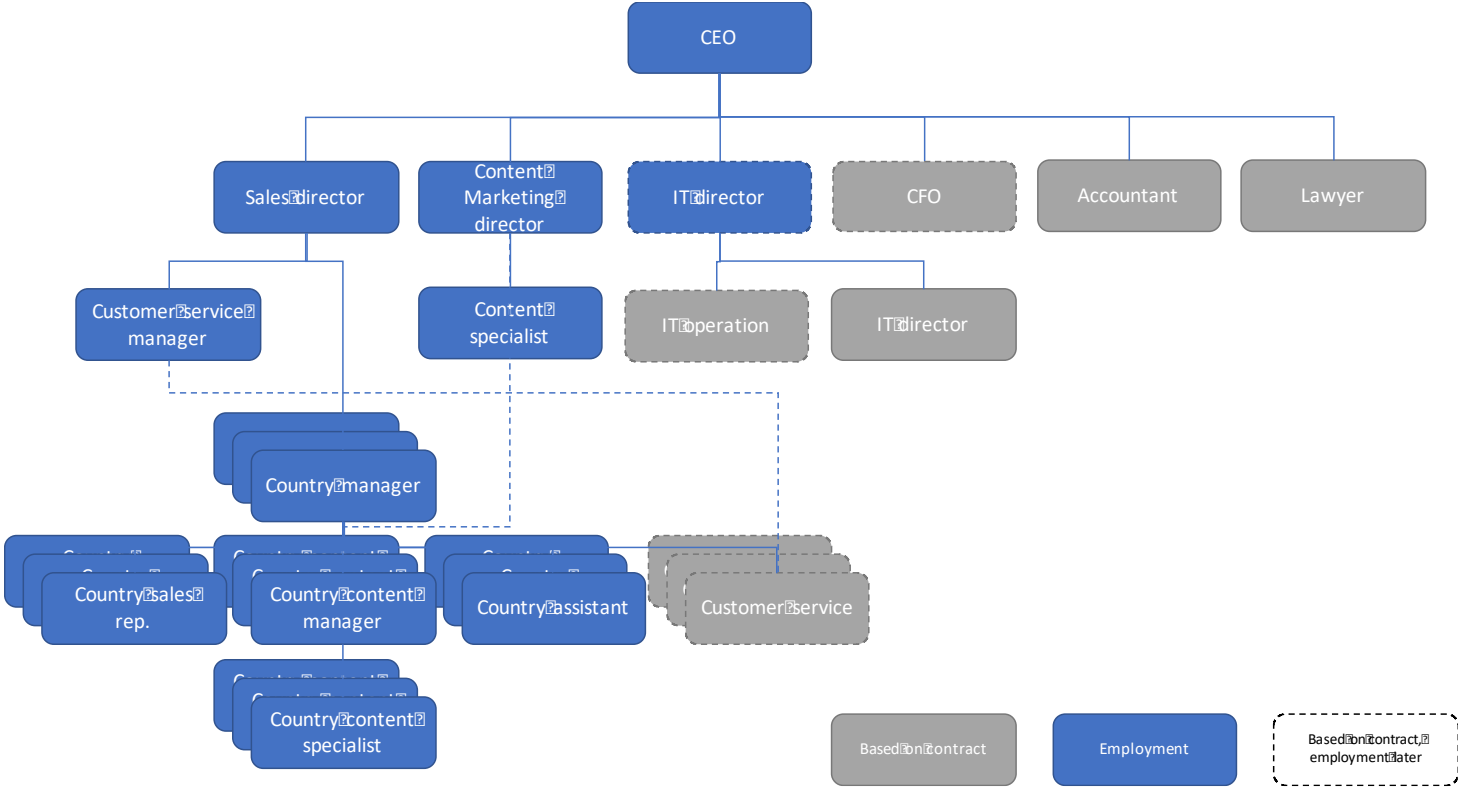 CEO
Sales director
Content
Marketing
director
IT director
CFO
Accountant
Lawyer
Customer service
manager
Content
specialist
IT operation
IT director
Country manager
Country sales
rep.
Country content
manager
Country assistant
Customer service
Country content
specialist
Based on contract
Employment
Based on contract,
employment later